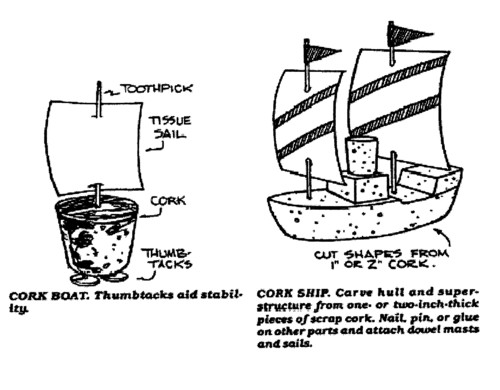 TOOTHPICK
TISSUE
SAIL
CORK
THUMB-
TACKS
CORK BOAT. Thumbtacks aid stabil-
ity.
CUT SHAPES FROM
1" OR 2" CORK.
CORK SHIP. Carve hull and super-
structure from one- or two-inch-thick
pieces of scrap cork. Nail, pin, or glue
on other parts and attach dowel masts
and sails.